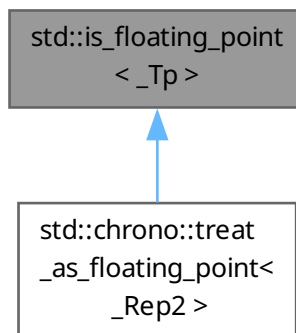 std::is_floating_point
< _Tp >
std::chrono::treat
_as_floating_point<
_Rep2 >